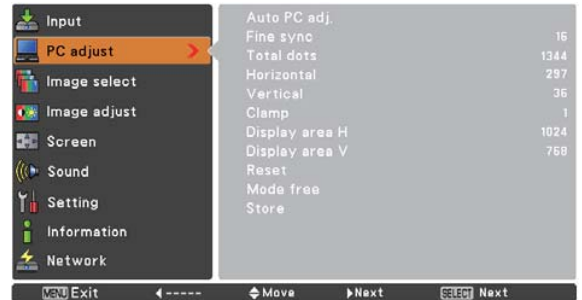 Input
PC adjust
Image select
Image adjust
Screen
Sound
Setting
Information
Network
Auto PC adj.
Fine sync 16
Total dots 1344
Horizontal 297
Vertical 36
Clamp 1
Display area H 1024
Display area V 768
Reset
Mode free
Store
MENU Exit ◀----- ◆Move ▶Next SELECT Next